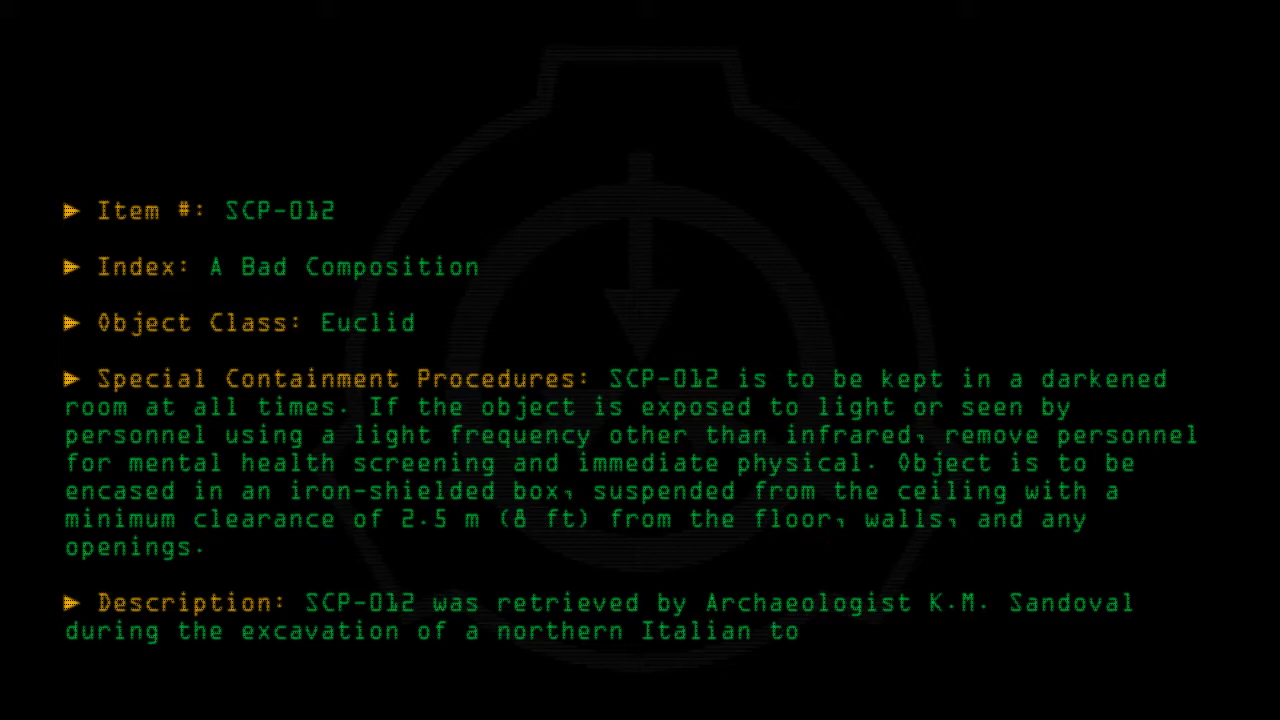 ► Item #: SCP-012
► Index: A Bad Composition
► Object Class: Euclid
► Special Containment Procedures: SCP-012 is to be kept in a darkened
room at all times. If the object is exposed to light or seen by
personnel using a light frequency other than infrared, remove personnel
for mental health screening and immediate physical. Object is to be
encased in an iron-shielded box, suspended from the ceiling with a
minimum clearance of 2.5 m (8 ft) from the floor, walls, and any
openings.
► Description: SCP-012 was retrieved by Archaeologist K.M. Sandoval
during the excavation of a northern Italian to